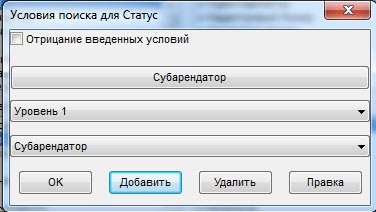 Условия поиска для Статус
Отрицание введенных условий
Субарендатор
Уровень 1
Субарендатор
OK Добавить Удалить Правка